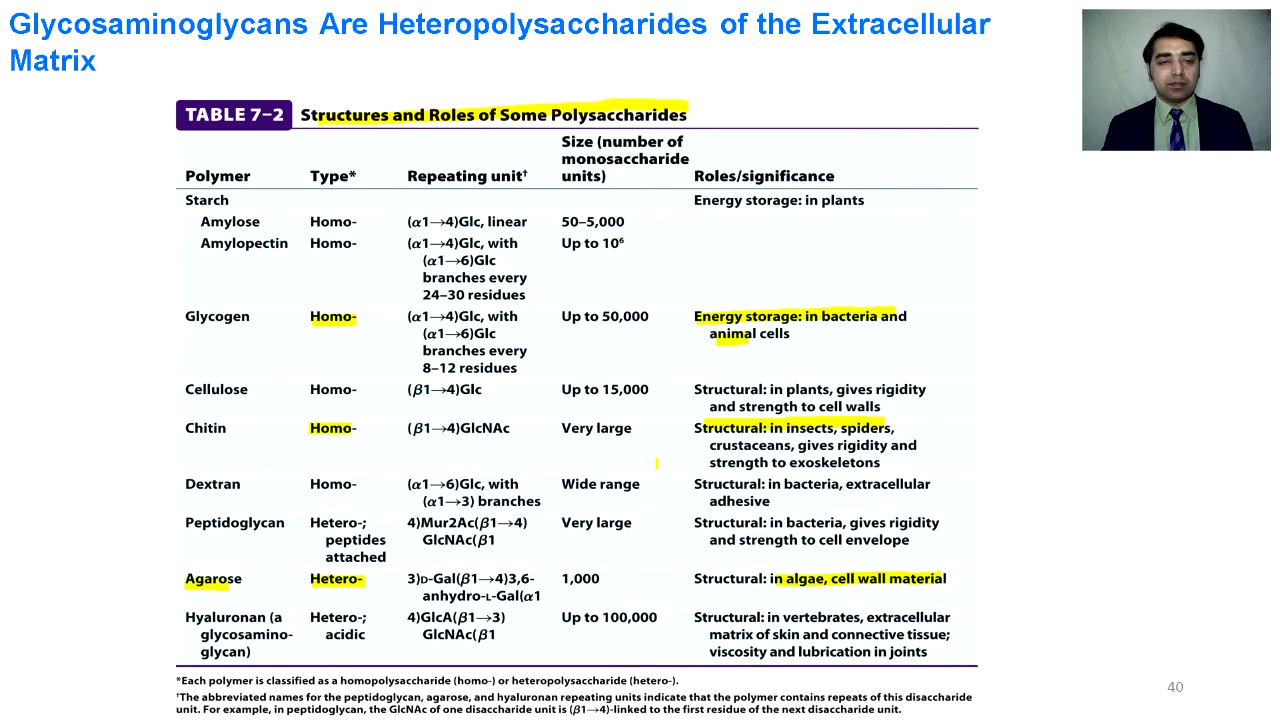 Glycosaminoglycans Are Heteropolysaccharides of the Extracellular
Matrix
TABLE 7–2 Structures and Roles of Some Polysaccharides
Polymer Type* Repeating unit† Size (number of monosaccharide units) Roles/significance
Starch Energy storage: in plants
Amylose Homo- (α1→4)Glc, linear 50–5,000
Amylopectin Homo- (α1→4)Glc, with Up to 10⁶
(α1→6)Glc
branches every
24–30 residues
Glycogen Homo- (α1→4)Glc, with Up to 50,000 Energy storage: in bacteria and
(α1→6)Glc animal cells
branches every
8–12 residues
Cellulose Homo- (β1→4)Glc Up to 15,000 Structural: in plants, gives rigidity
and strength to cell walls
Chitin Homo- (β1→4)GlcNAc Very large Structural: in insects, spiders,
crustaceans, gives rigidity and
strength to exoskeletons
Dextran Homo- (α1→6)Glc, with Wide range Structural: in bacteria, extracellular
(α1→3) branches adhesive
Peptidoglycan Hetero-; 4)Mur2Ac(β1→4) Very large Structural: in bacteria, gives rigidity
peptides GlcNAc(β1 and strength to cell envelope
attached
Agarose Hetero- 3)D-Gal(β1→4)3,6- 1,000 Structural: in algae, cell wall material
anhydro-L-Gal(α1
Hyaluronan (a Hetero-; 4)GlcA(β1→3) Up to 100,000 Structural: in vertebrates, extracellular
glycosamino- acidic GlcNAc(β1 matrix of skin and connective tissue;
glycan) viscosity and lubrication in joints
*Each polymer is classified as a homopolysaccharide (homo-) or heteropolysaccharide (hetero-).
†The abbreviated names for the peptidoglycan, agarose, and hyaluronan repeating units indicate that the polymer contains repeats of this disaccharide
unit. For example, in peptidoglycan, the GlcNAc of one disaccharide unit is (β1→4)-linked to the first residue of the next disaccharide unit.
40